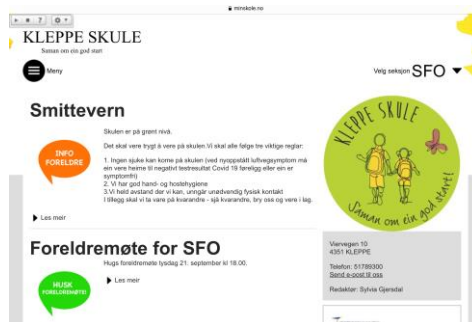 minskole.no
?
KLEPPE SKULE
Saman om ein god start
Meny
Velg seksjon SFO
Smittevern
INFO
FORELDRE
Skulen er på grønt nivå.
Det skal vere trygt å vere på skulen.Vi skal alle følge tre viktige reglar:
1. Ingen sjuke kan kome på skulen (ved nyoppstått luftvegsymptom må
ein vere heime til negativt testresultat Covid 19 føreligg eller ein er
symptomfri)
2. Vi har god hand- og hostehygiene
3.Vi held avstand der vi kan, unngår unødvendig fysisk kontakt
I tillegg skal vi ta vare på kvarandre - sjå kvarandre, bry oss og vere i lag.
Les meir
Foreldremøte for SFO
HUSK
FORELDREMØTE!
Hugs foreldremøte tysdag 21. september kl 18.00.
Les meir
KLEPPE SKULE
Saman om ein god start!
Viervegen 10
4351 KLEPPE
Telefon: 51789300
Send e-post til oss
Redaktør: Sylvia Gjersdal